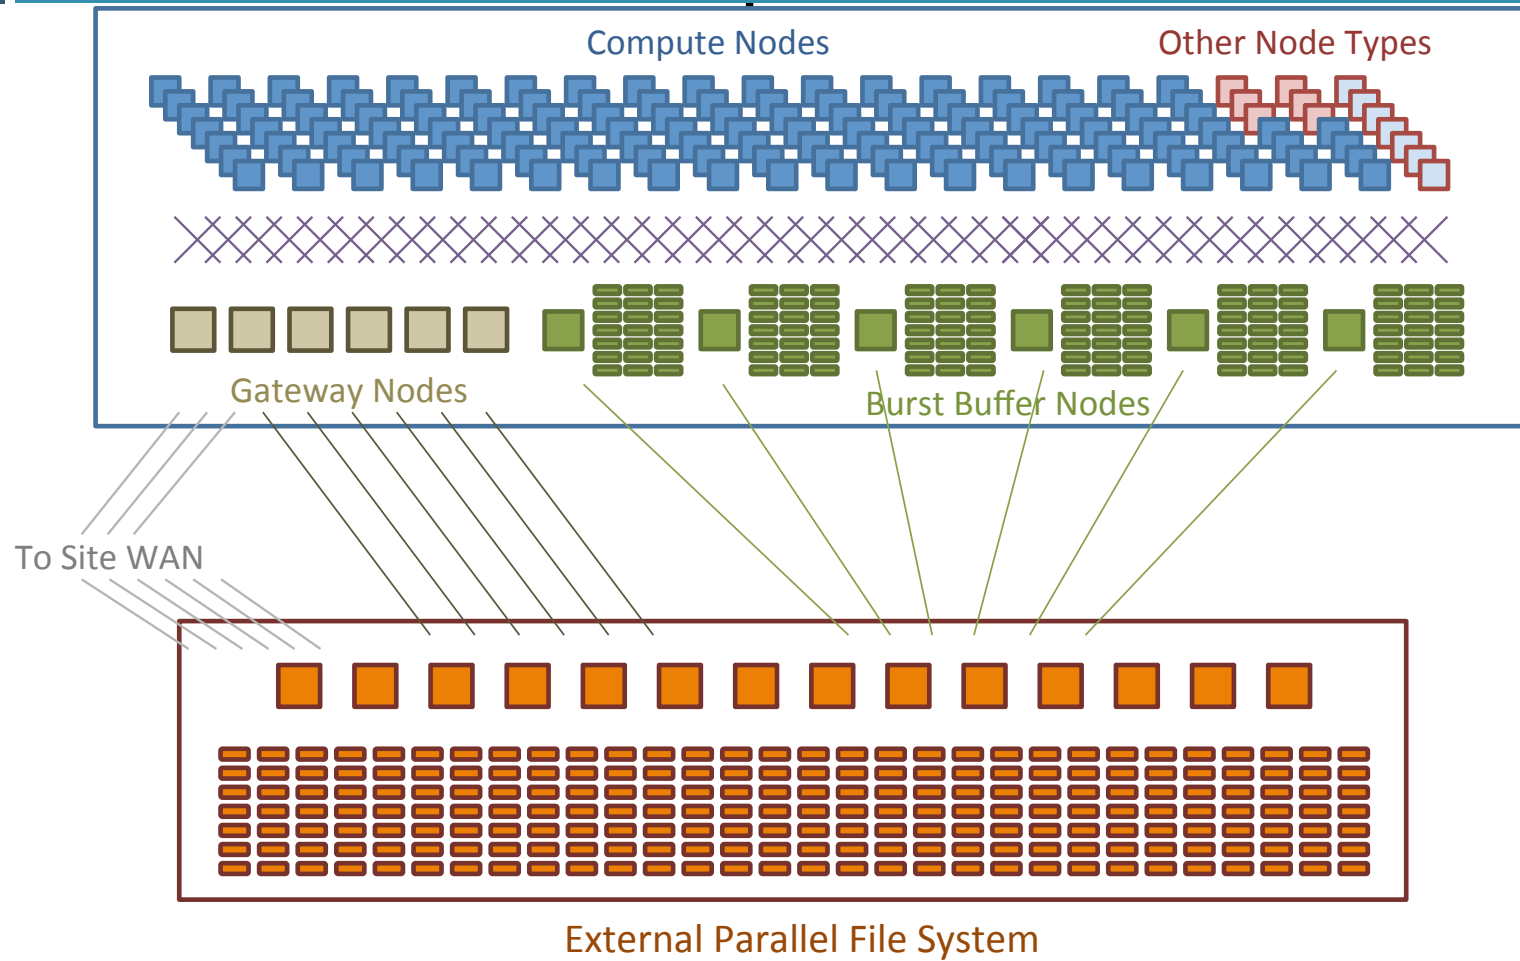 Compute Nodes
Other Node Types
Gateway Nodes
Burst Buffer Nodes
To Site WAN
External Parallel File System